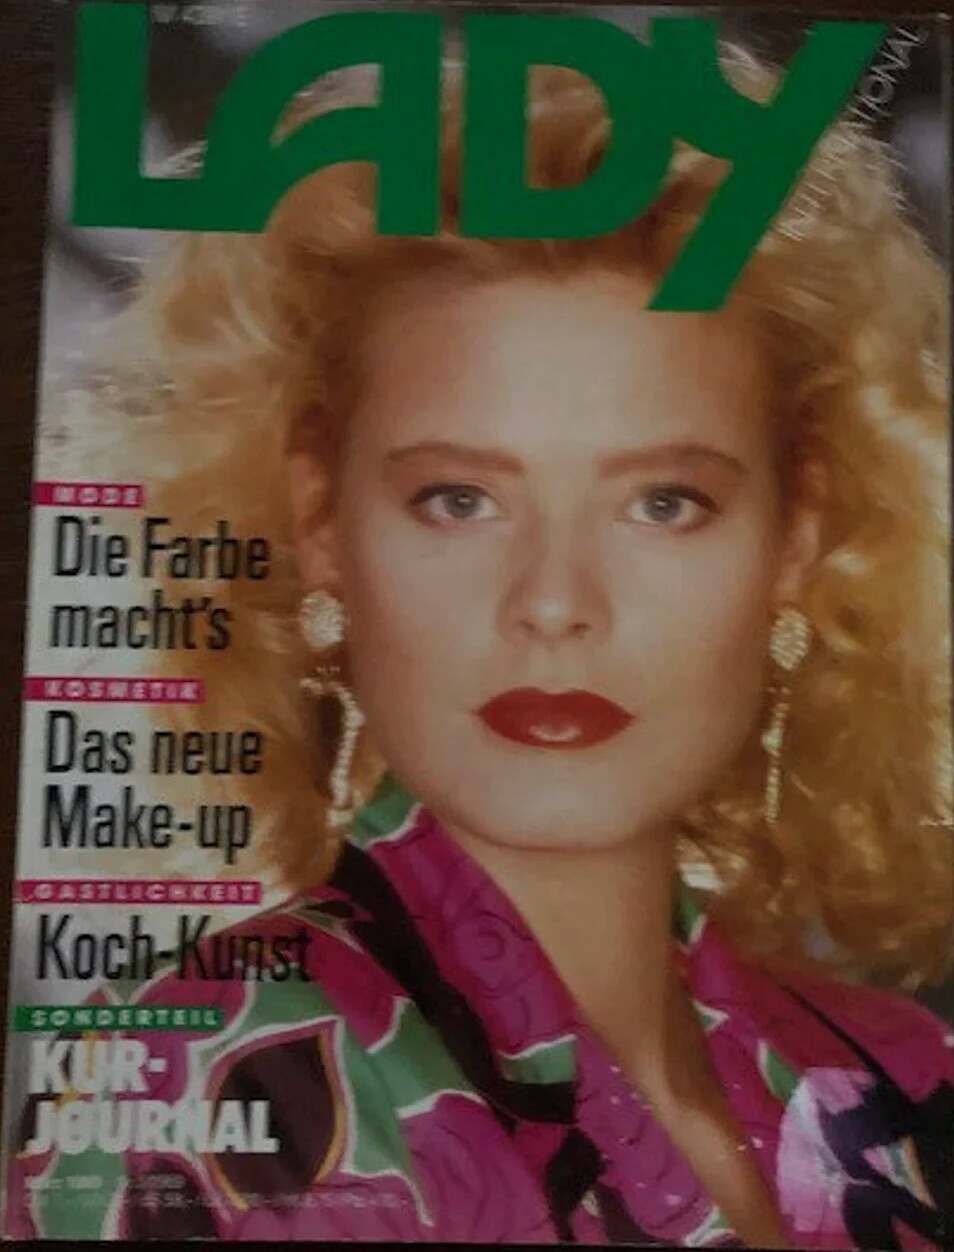 LADY
INTERNATIONAL
MODE
Die Farbe
macht's
KOSMETIK
Das neue
Make-up
GASTLICHKEIT
Koch-Kunst
SONDERTEIL
KUR-
JOURNAL